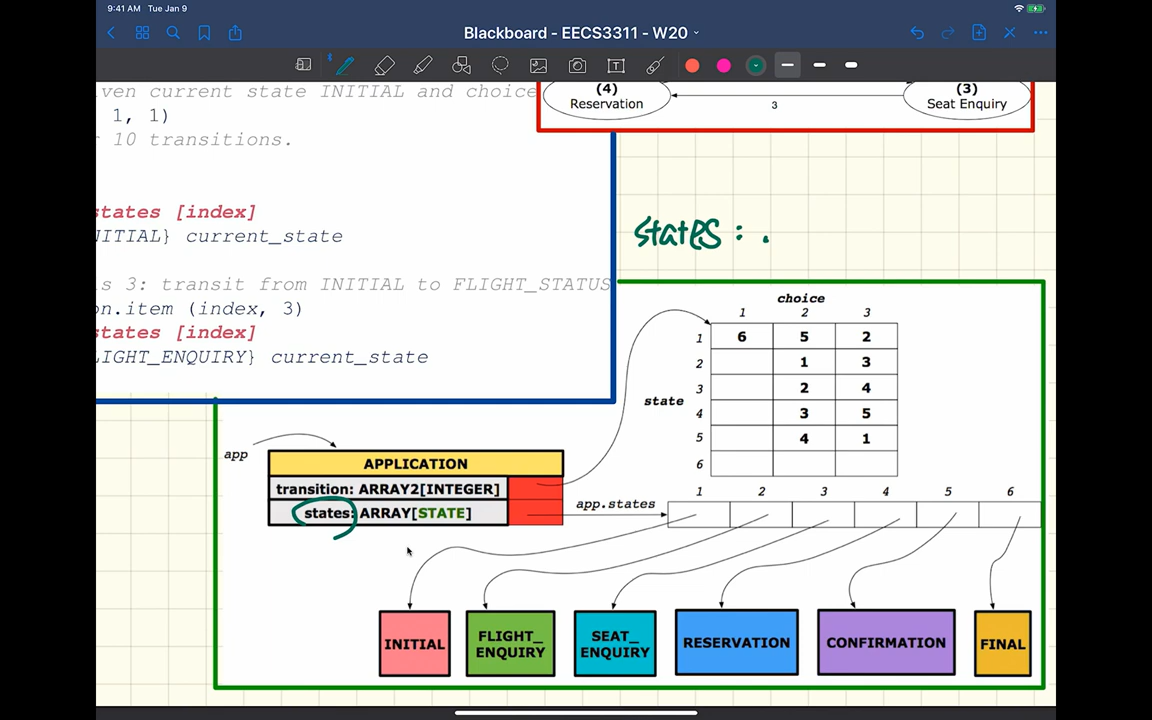 9:41 AM Tue Jan 9
Blackboard - EECS3311 - W20
iven current state INITIAL and choice
1, 1)
r 10 transitions.
states [index]
NITIAL} current_state
s 3: transit from INITIAL to FLIGHT_STATUS
on.item (index, 3)
states [index]
LIGHT_ENQUIRY} current_state
(4)
Reservation
3
(3)
Seat Enquiry
states : .
choice
1 2 3
1 6 5 2
2 1 3
state
3 2 4
4 3 5
5 4 1
6
app
APPLICATION
transition: ARRAY2[INTEGER]
states: ARRAY[STATE]
app.states
1 2 3 4 5 6
INITIAL
FLIGHT_
ENQUIRY
SEAT_
ENQUIRY
RESERVATION
CONFIRMATION
FINAL